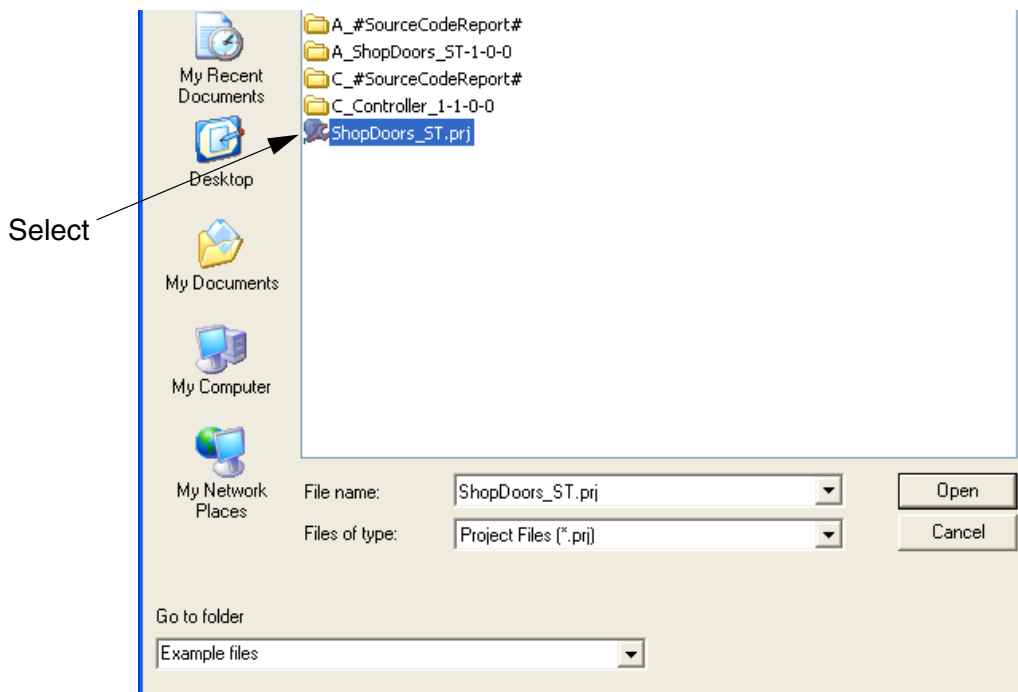 A_#SourceCodeReport#
A_ShopDoors_ST-1-0-0
C_#SourceCodeReport#
C_Controller_1-1-0-0
ShopDoors_ST.prj
My Recent
Documents
Desktop
Select
My Documents
My Computer
My Network
Places
File name:
ShopDoors_ST.prj
Open
Files of type:
Project Files (*.prj)
Cancel
Go to folder
Example files